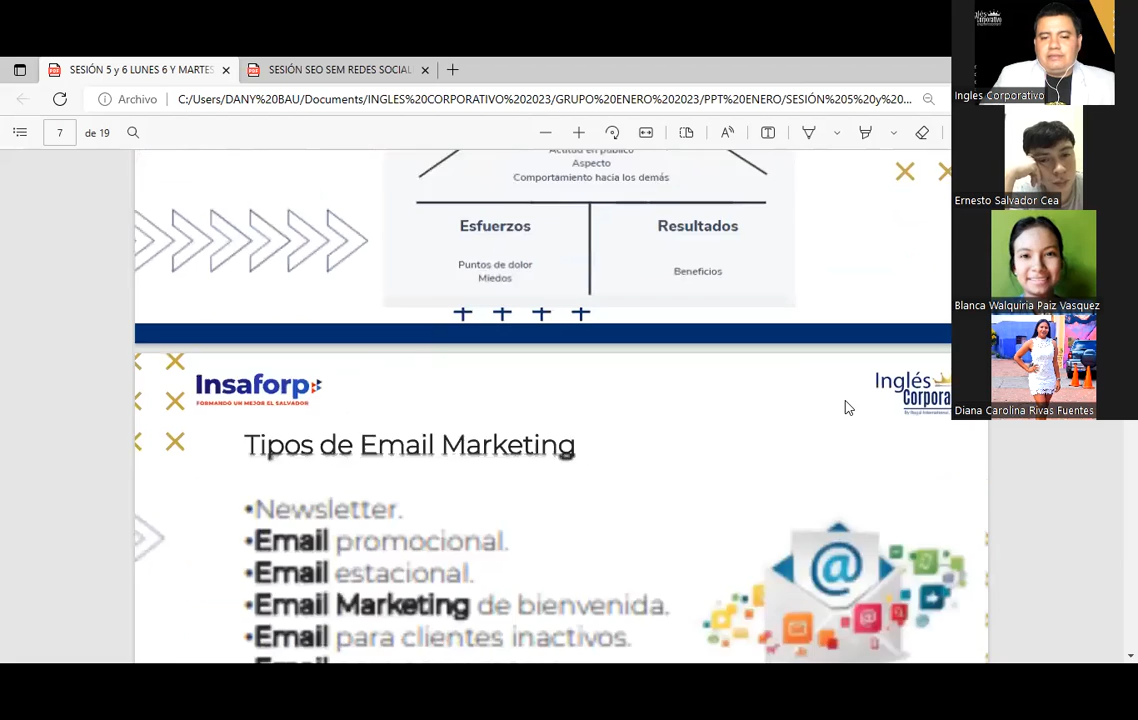 SESIÓN 5 y 6 LUNES 6 Y MARTES
SESIÓN SEO SEM REDES SOCIAL
Archivo
C:/Users/DANY%20BAU/Documents/INGLES%20CORPORATIVO%202023/GRUPO%20ENERO%202023/PPT%20ENERO/SESIÓN%205%20y%20...
7
de 19
Actitud en público
Aspecto
Comportamiento hacia los demás
Esfuerzos
Resultados
Puntos de dolor
Miedos
Beneficios
Insaforp
FORMANDO UN MEJOR EL SALVADOR
Inglés
Corpora
Tipos de Email Marketing
•Newsletter.
•Email promocional.
•Email estacional.
•Email Marketing de bienvenida.
•Email para clientes inactivos.
Ingles Corporativo
Ernesto Salvador Cea
Blanca Walquiria Paiz Vasquez
Diana Carolina Rivas Fuentes